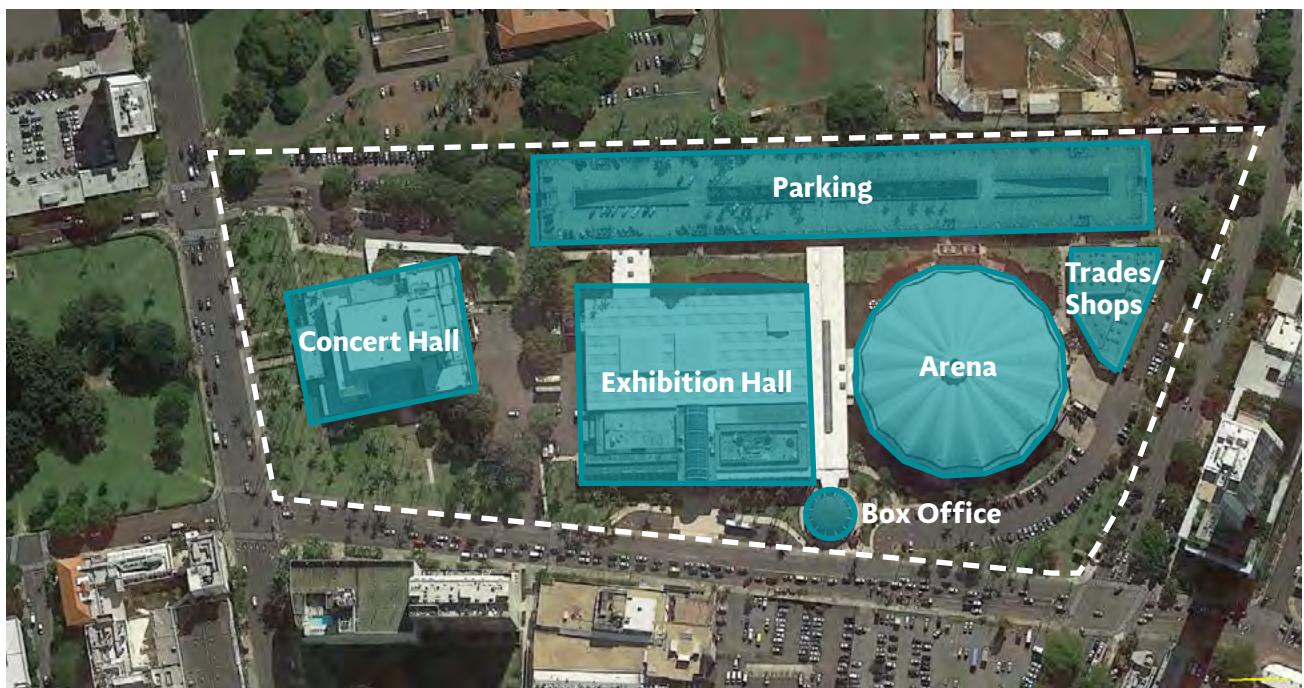 Parking
Trades/
Shops
Concert Hall
Exhibition Hall
Arena
Box Office